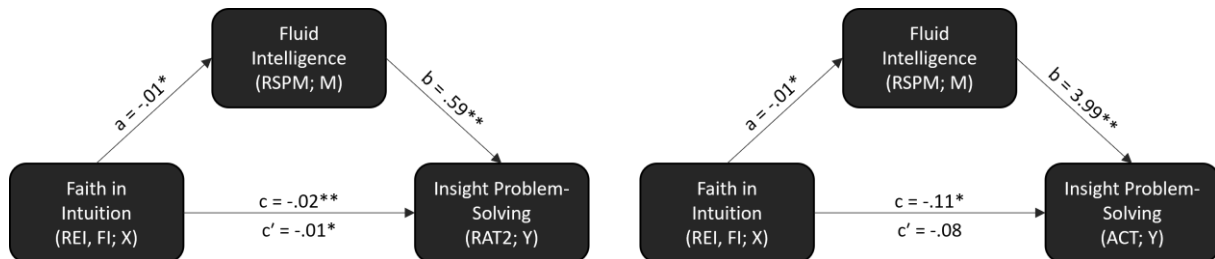 Fluid
Intelligence
(RSPM; M)
a = -.01*
b = .59**
Faith in
Intuition
(REI, FI; X)
c = -.02**
c′ = -.01*
Insight Problem-
Solving
(RAT2; Y)
Fluid
Intelligence
(RSPM; M)
a = -.01*
b = 3.99**
Faith in
Intuition
(REI, FI; X)
c = -.11*
c′ = -.08
Insight Problem-
Solving
(ACT; Y)